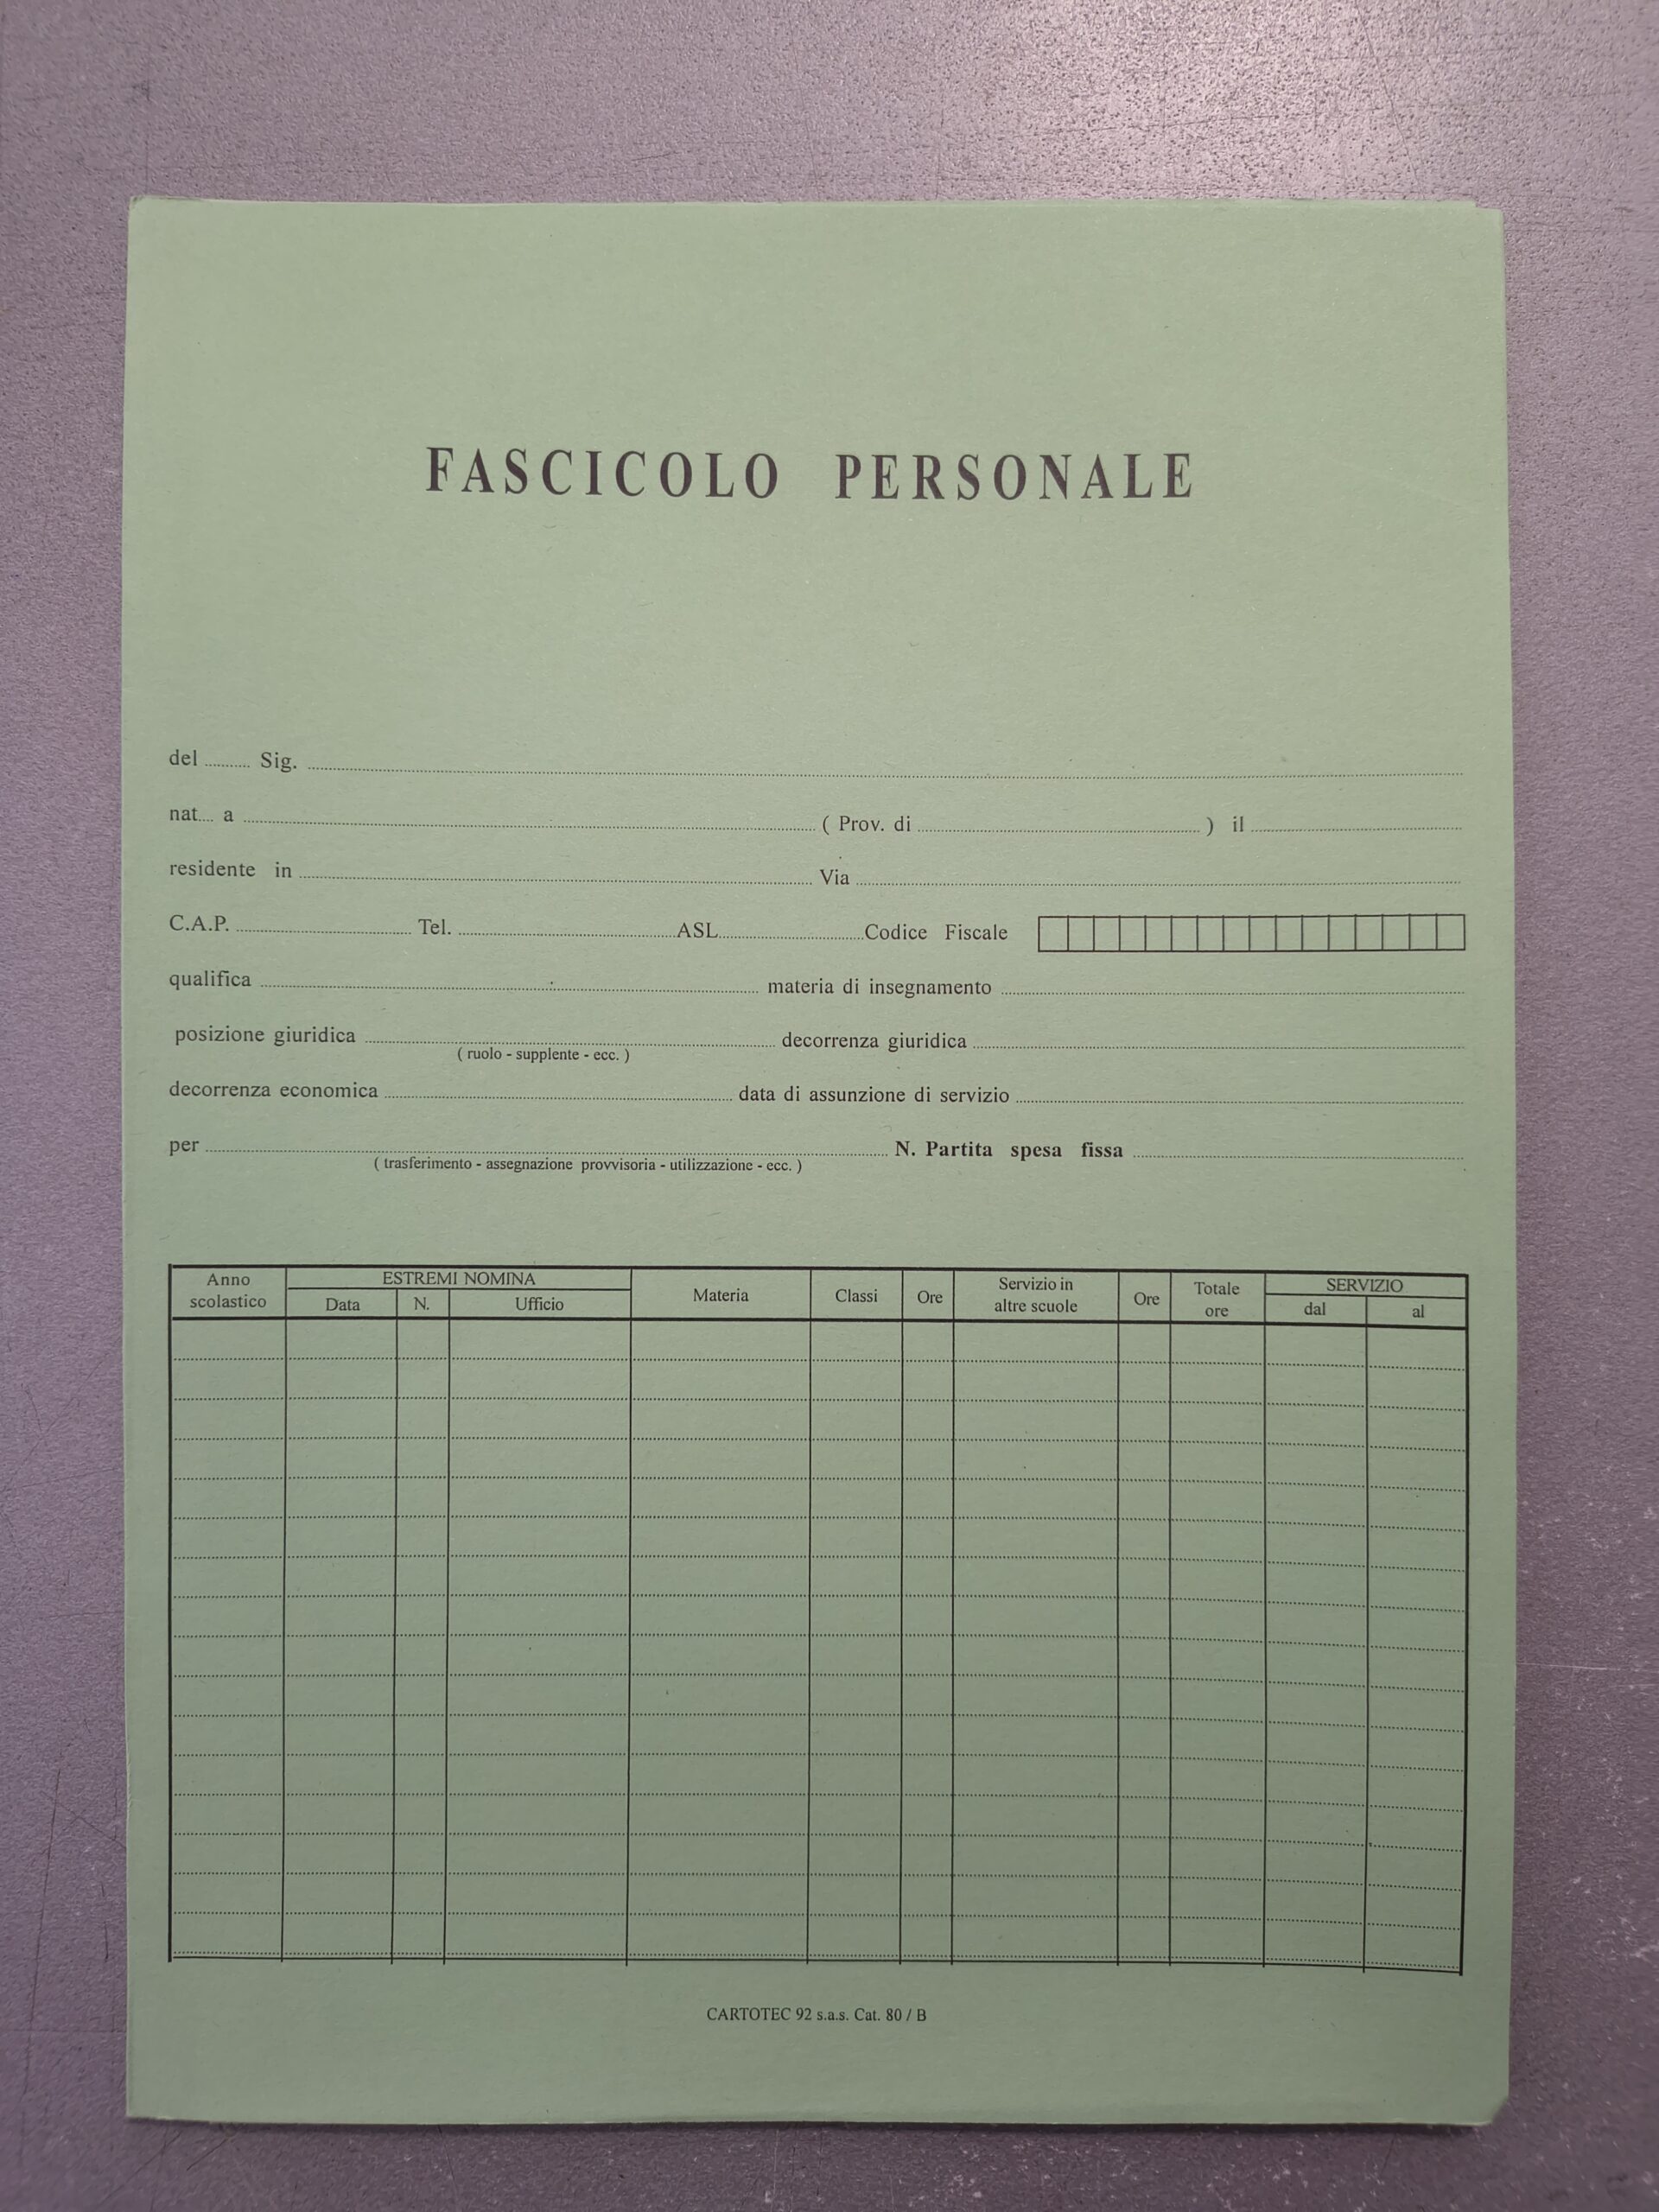 FASCICOLO PERSONALE
del ......... Sig. ........................................
nat.... a ........................................ ( Prov. di .................... ) il ....................
residente in ........................................ Via ........................................
C.A.P. .................... Tel. .................... ASL .................... Codice Fiscale
qualifica ........................................ materia di insegnamento ........................................
posizione giuridica ........................................ decorrenza giuridica ........................................
( ruolo - supplente - ecc. )
decorrenza economica ........................................ data di assunzione di servizio ........................................
per ........................................ N. Partita spesa fissa ........................................
( trasferimento - assegnazione provvisoria - utilizzazione - ecc. )
Anno scolastico
ESTREMI NOMINA
Data N. Ufficio
Materia
Classi
Ore
Servizio in altre scuole
Ore
Totale ore
SERVIZIO
dal al
CARTOTEC 92 s.a.s. Cat. 80 / B